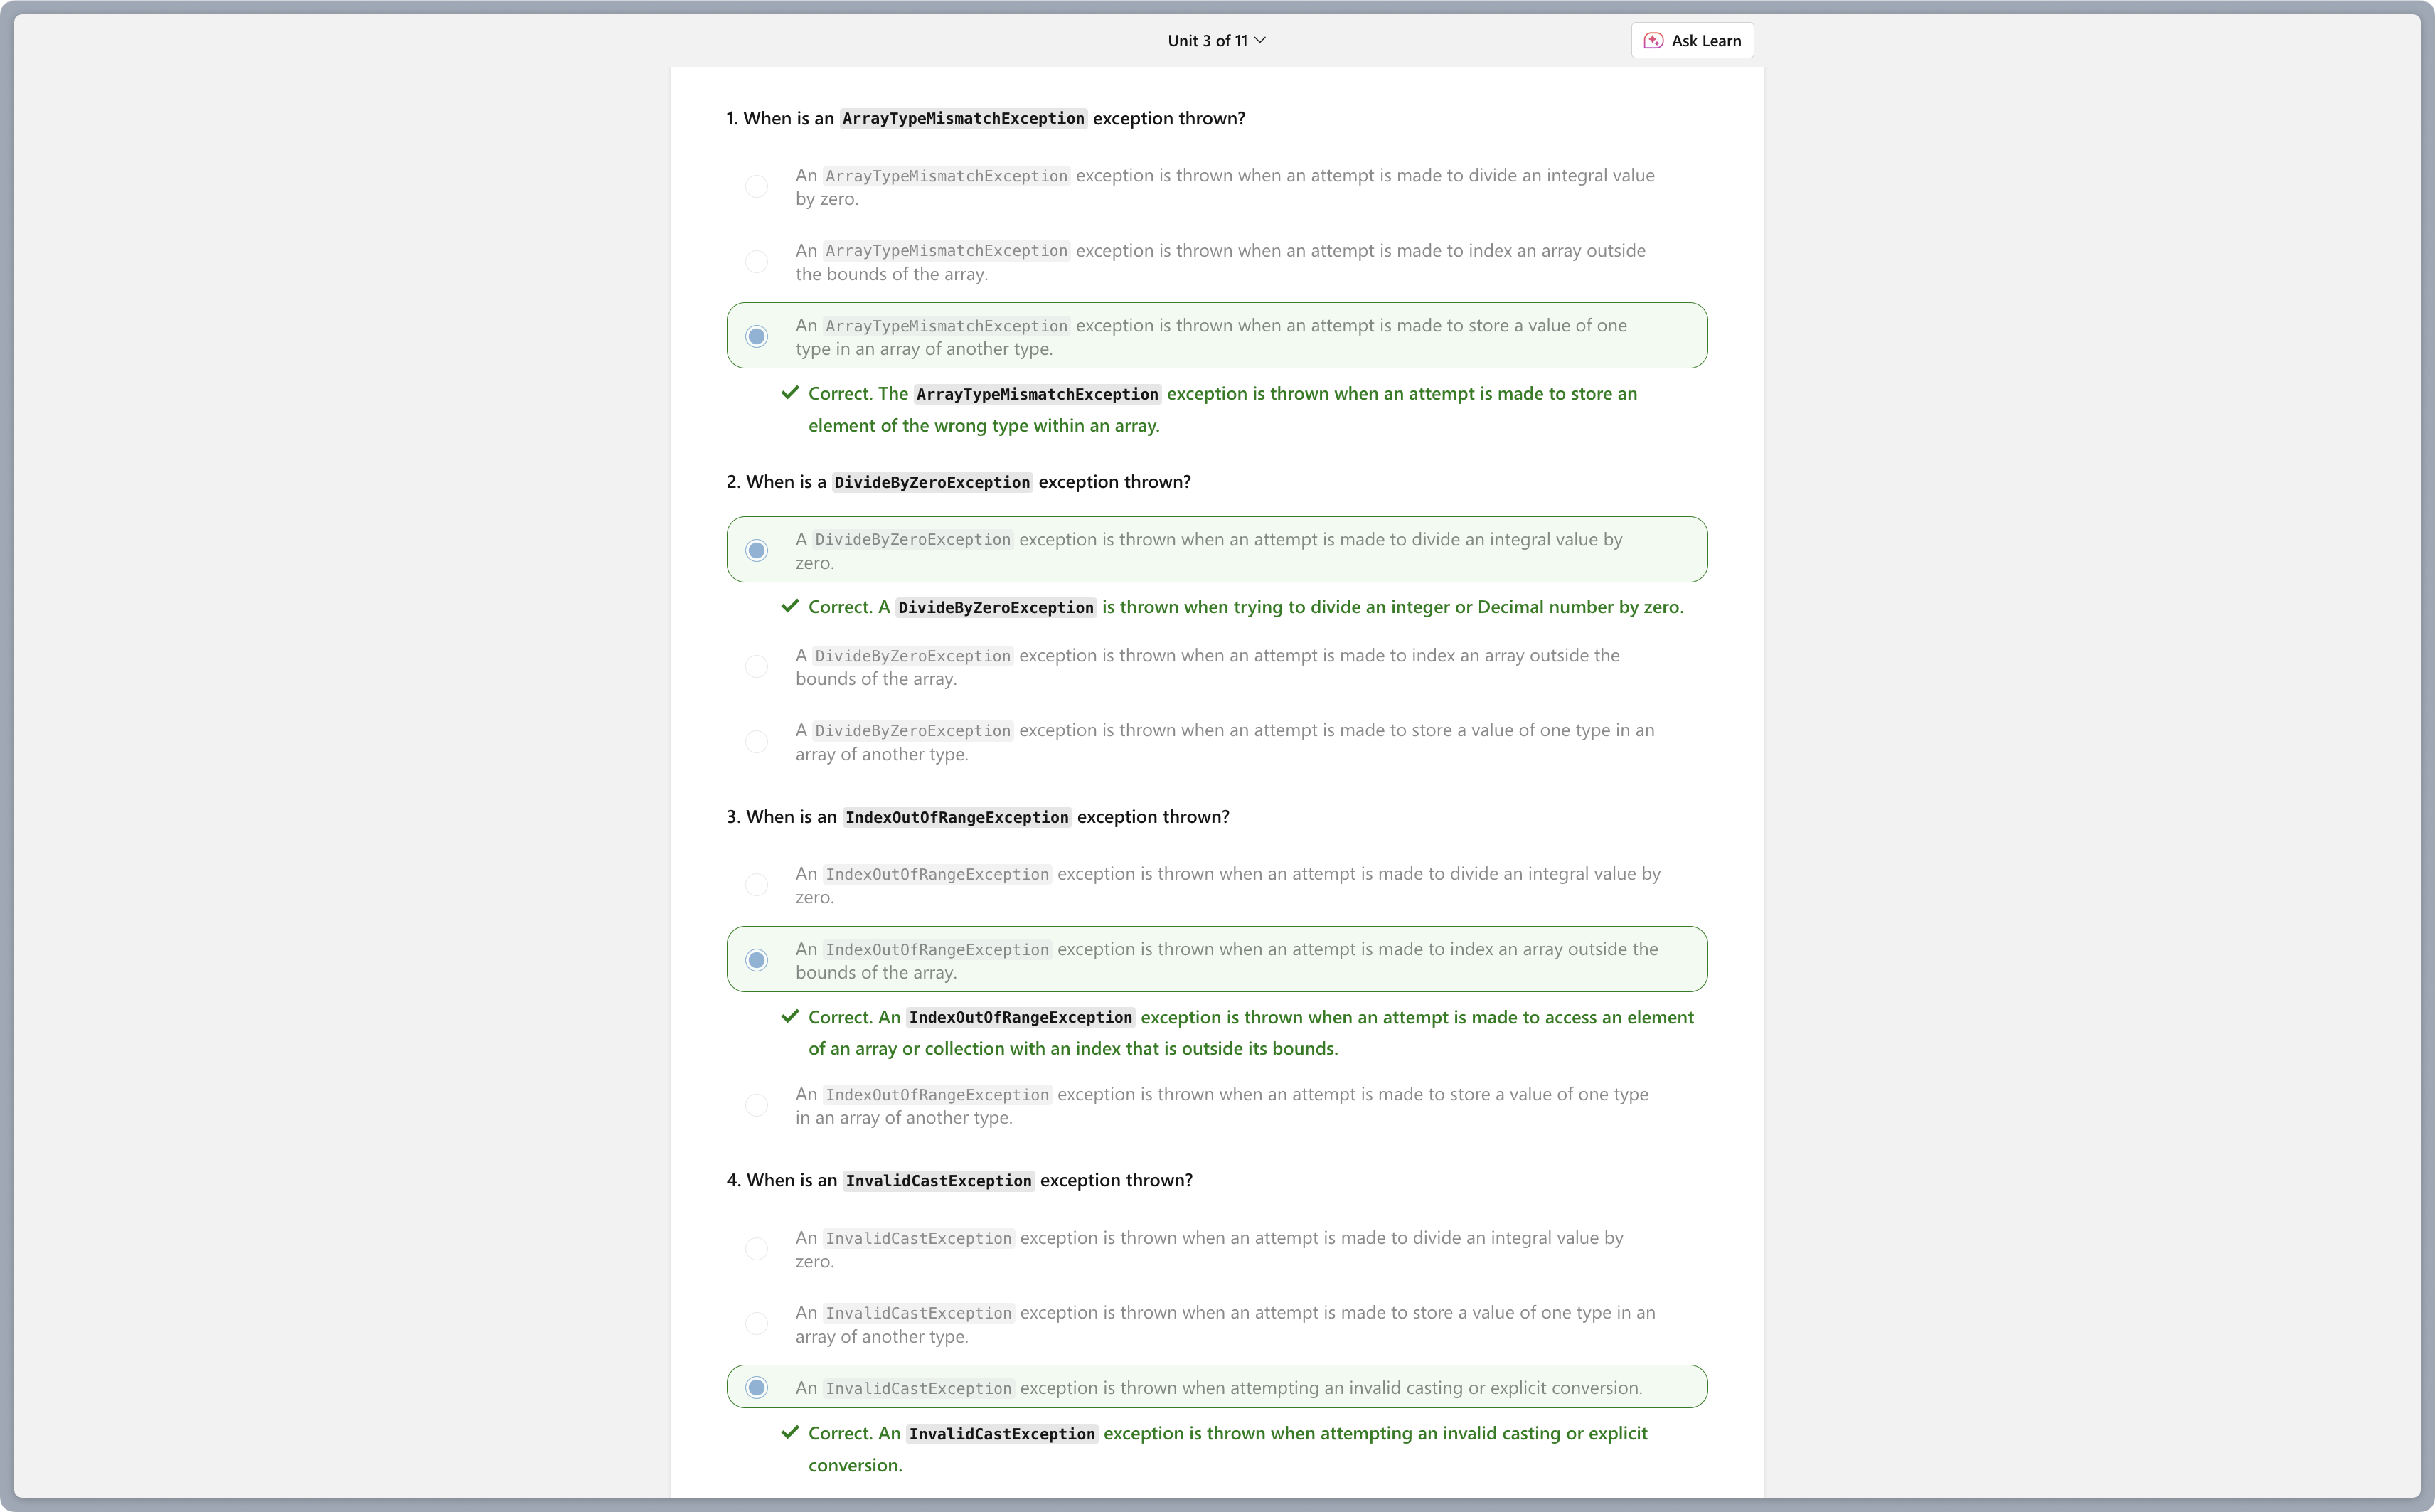 Unit 3 of 11
Ask Learn
1. When is an ArrayTypeMismatchException exception thrown?
An ArrayTypeMismatchException exception is thrown when an attempt is made to divide an integral value
by zero.
An ArrayTypeMismatchException exception is thrown when an attempt is made to index an array outside
the bounds of the array.
An ArrayTypeMismatchException exception is thrown when an attempt is made to store a value of one
type in an array of another type.
Correct. The ArrayTypeMismatchException exception is thrown when an attempt is made to store an
element of the wrong type within an array.
2. When is a DivideByZeroException exception thrown?
A DivideByZeroException exception is thrown when an attempt is made to divide an integral value by
zero.
Correct. A DivideByZeroException is thrown when trying to divide an integer or Decimal number by zero.
A DivideByZeroException exception is thrown when an attempt is made to index an array outside the
bounds of the array.
A DivideByZeroException exception is thrown when an attempt is made to store a value of one type in an
array of another type.
3. When is an IndexOutOfRangeException exception thrown?
An IndexOutOfRangeException exception is thrown when an attempt is made to divide an integral value by
zero.
An IndexOutOfRangeException exception is thrown when an attempt is made to index an array outside the
bounds of the array.
Correct. An IndexOutOfRangeException exception is thrown when an attempt is made to access an element
of an array or collection with an index that is outside its bounds.
An IndexOutOfRangeException exception is thrown when an attempt is made to store a value of one type
in an array of another type.
4. When is an InvalidCastException exception thrown?
An InvalidCastException exception is thrown when an attempt is made to divide an integral value by
zero.
An InvalidCastException exception is thrown when an attempt is made to store a value of one type in an
array of another type.
An InvalidCastException exception is thrown when attempting an invalid casting or explicit conversion.
Correct. An InvalidCastException exception is thrown when attempting an invalid casting or explicit
conversion.